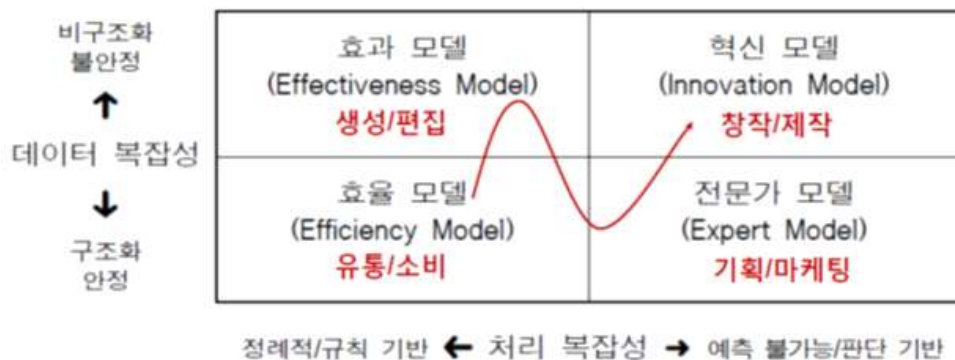 비구조화
불안정
데이터 복잡성
구조화
안정
효과 모델
(Effectiveness Model)
생성/편집
혁신 모델
(Innovation Model)
창작/제작
효율 모델
(Efficiency Model)
유통/소비
전문가 모델
(Expert Model)
기획/마케팅
정례적/규칙 기반 ← 처리 복잡성 → 예측 불가능/판단 기반